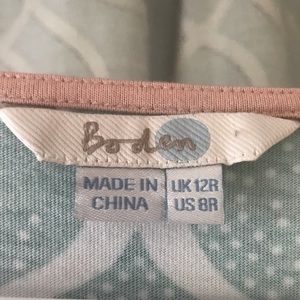 Boden
MADE IN
CHINA
UK 12R
US 8R